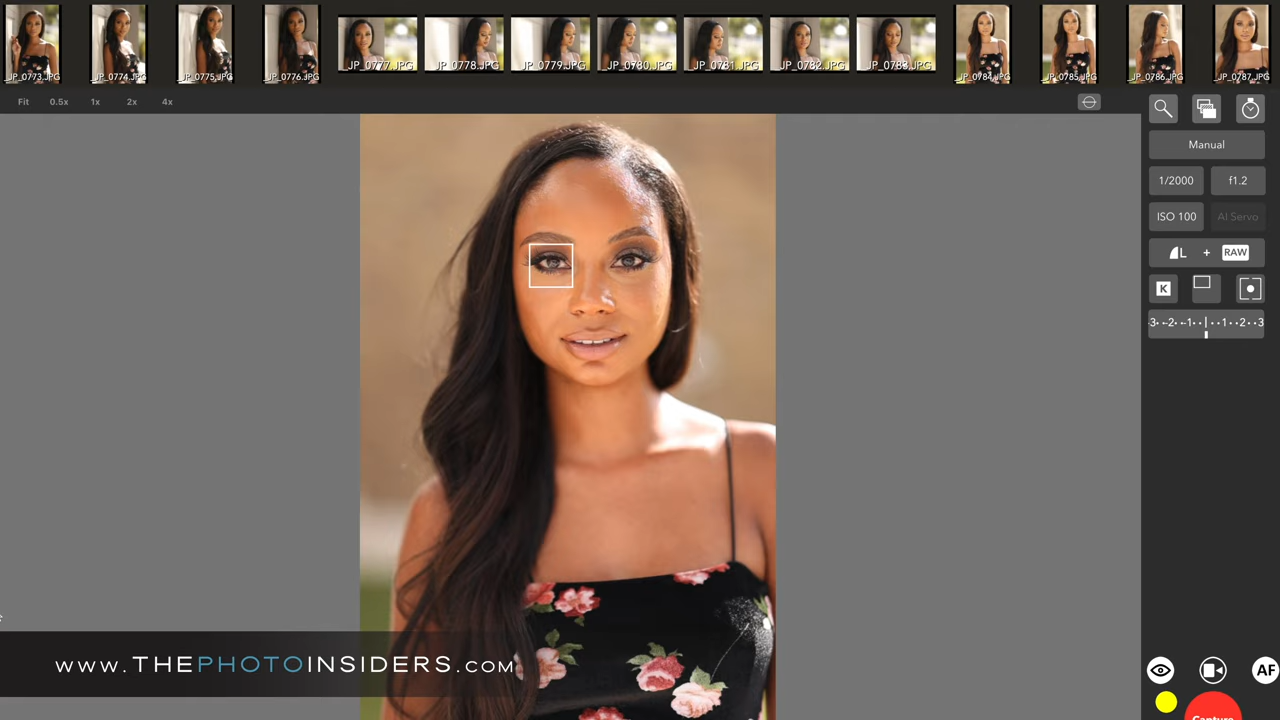 _JP_0773.JPG
_JP_0774.JPG
_JP_0775.JPG
_JP_0776.JPG
_JP_0777.JPG
_JP_0778.JPG
_JP_0779.JPG
_JP_0780.JPG
_JP_0781.JPG
_JP_0782.JPG
_JP_0783.JPG
_JP_0784.JPG
_JP_0785.JPG
_JP_0786.JPG
_JP_0787.JPG
Fit 0.5x 1x 2x 4x
Manual
1/2000 f1.2
ISO 100 AI Servo
L + RAW
K
3··-2··-1··|··1··2··3
WWW.THEPHOTOINSIDERS.COM
AF
Capture